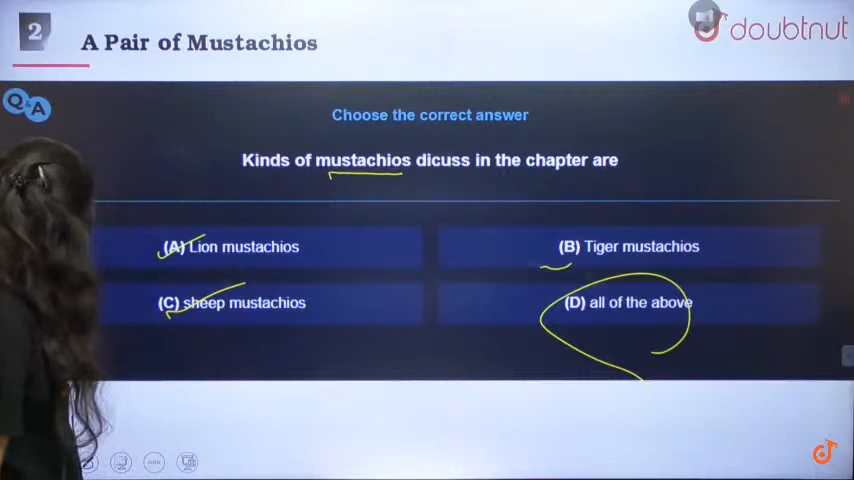 2
A Pair of Mustachios
doubtnut
Q&A
Choose the correct answer
Kinds of mustachios dicuss in the chapter are
(A) Lion mustachios
(B) Tiger mustachios
(C) sheep mustachios
(D) all of the above